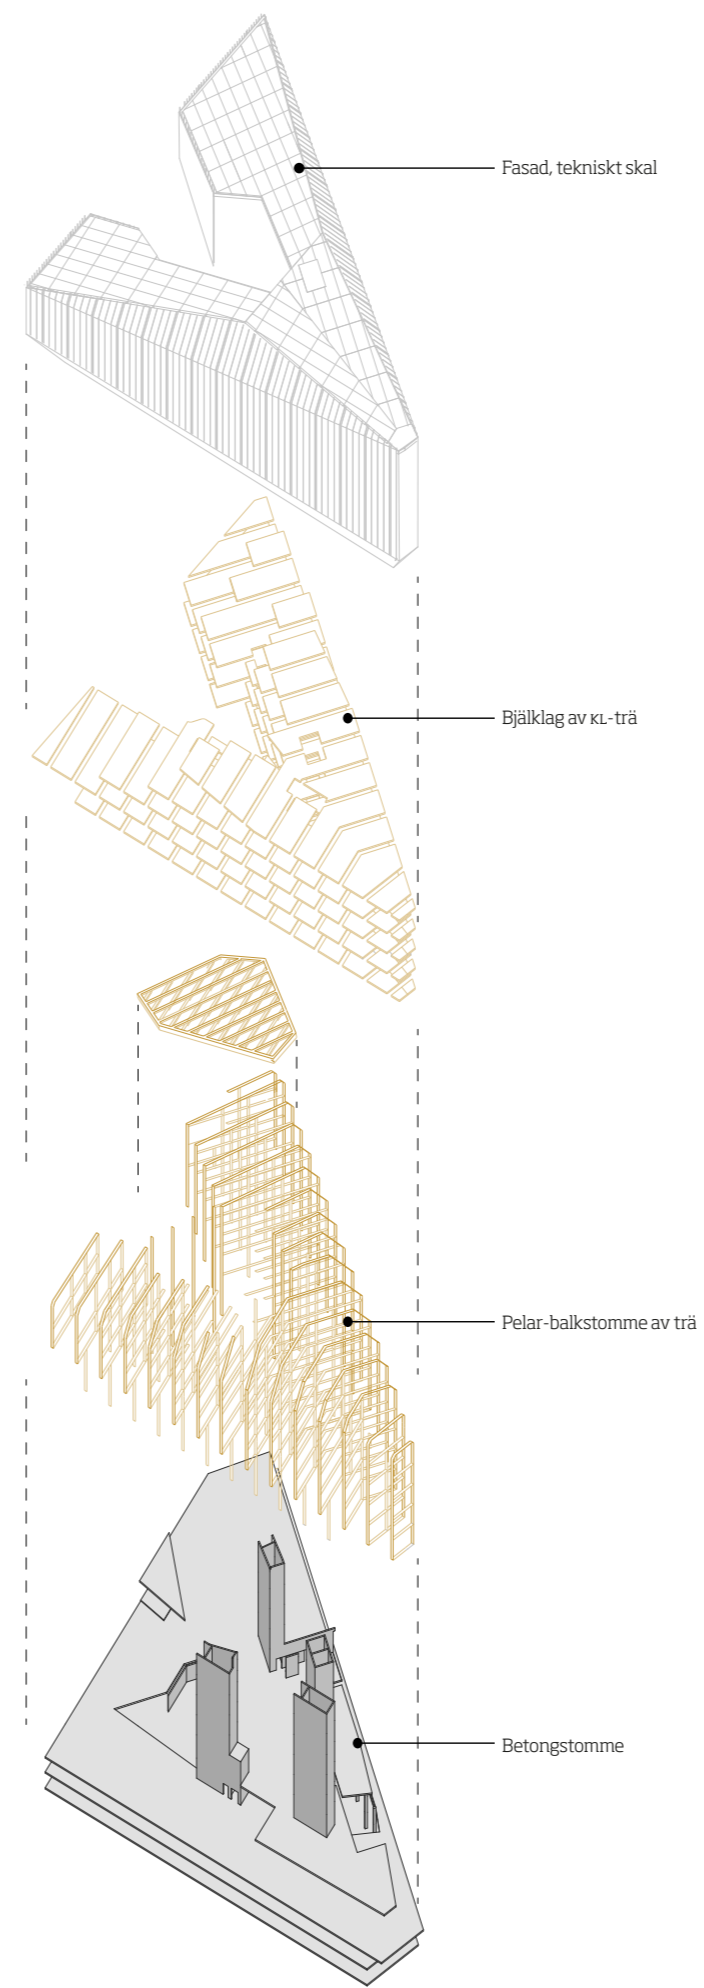 Fasad, tekniskt skal
Bjälklag av KL-trä
Pelar-balkstomme av trä
Betongstomme